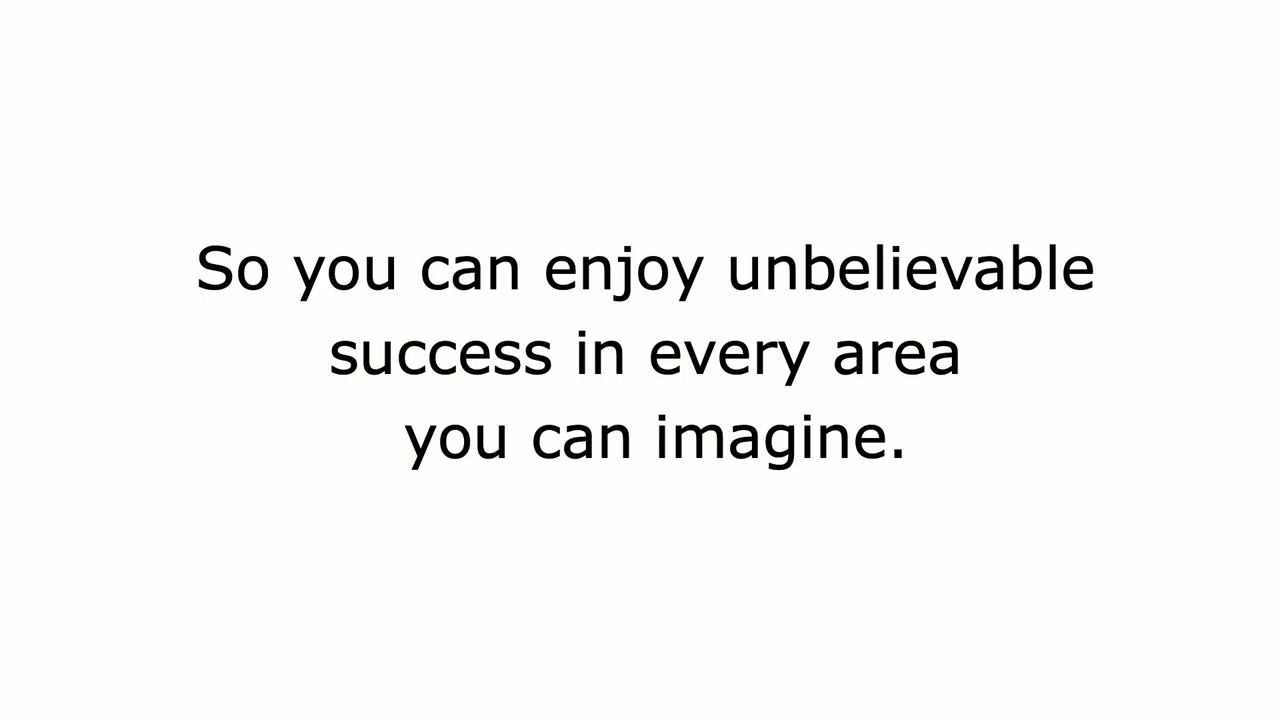 So you can enjoy unbelievable
success in every area
you can imagine.